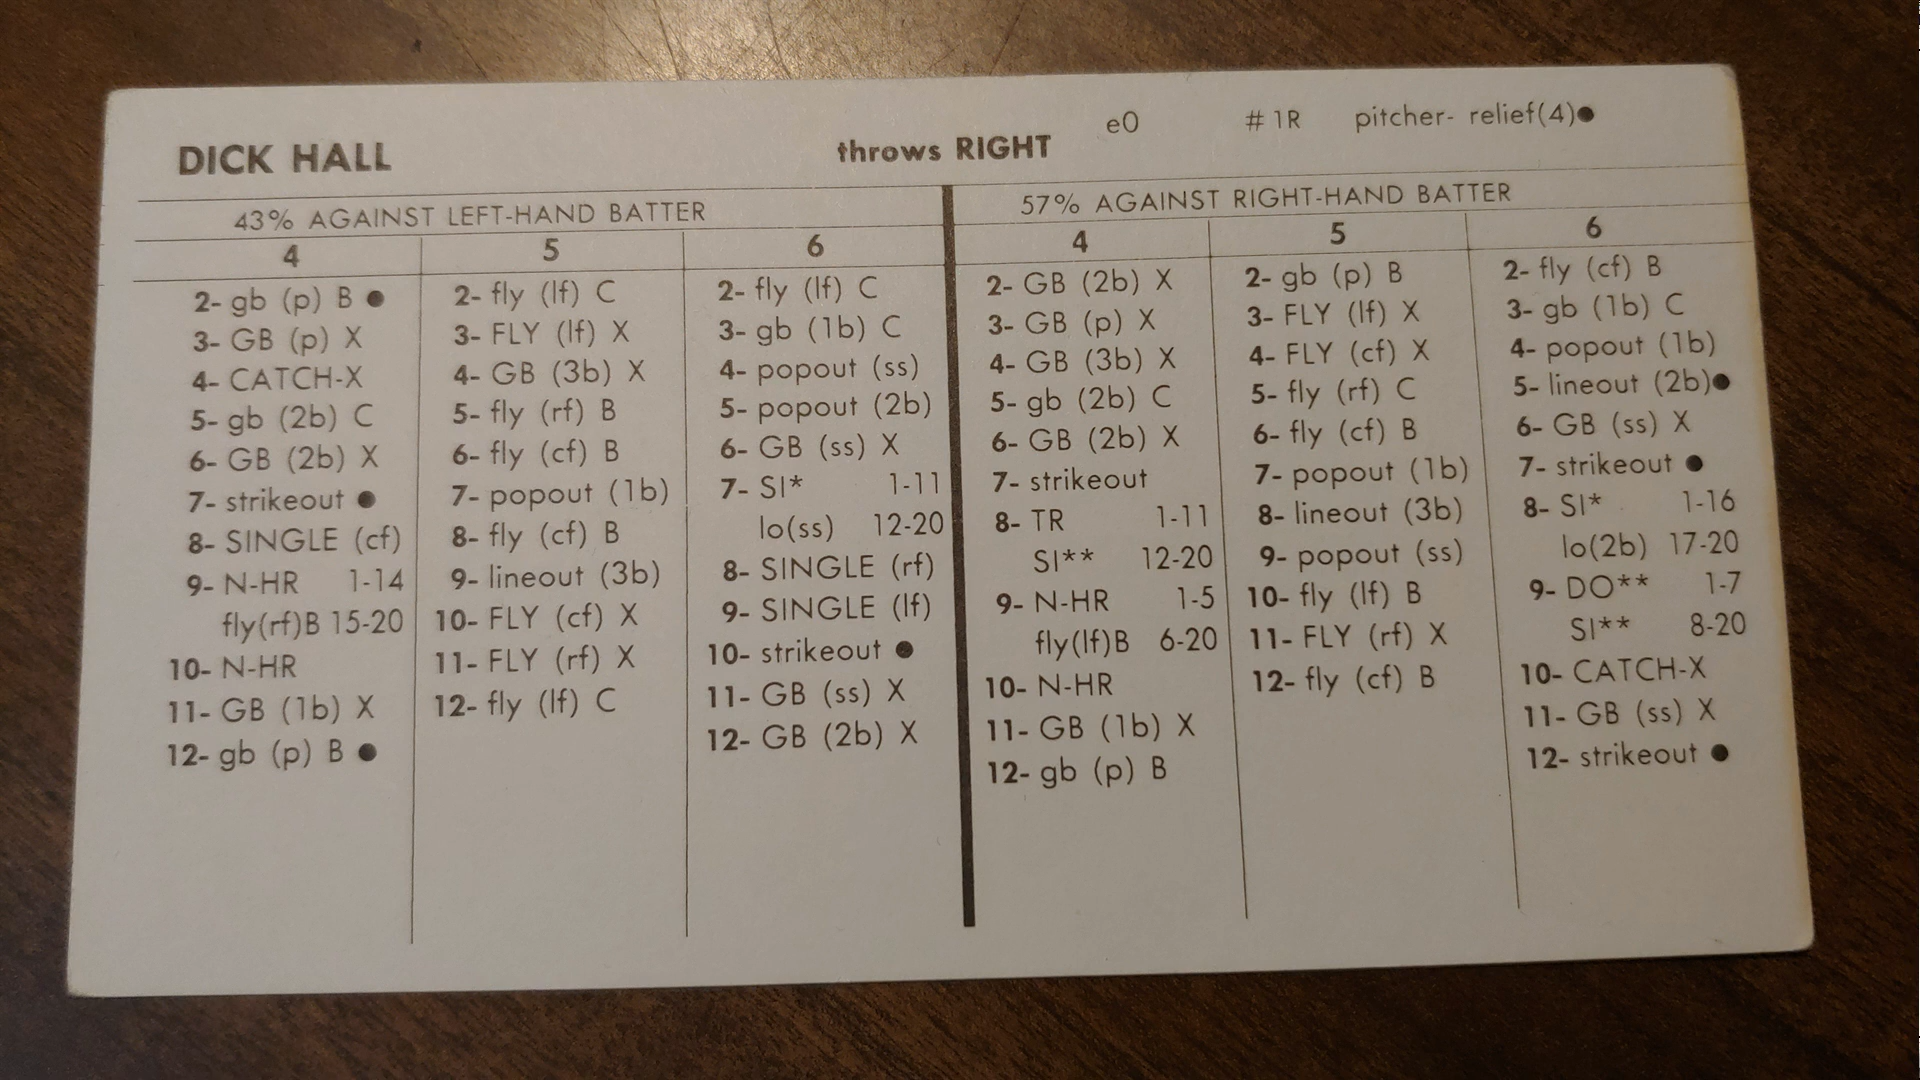 DICK HALL throws RIGHT e0 # 1R pitcher- relief(4)●
43% AGAINST LEFT-HAND BATTER
4 5 6
2- gb (p) B ●
3- GB (p) X
4- CATCH-X
5- gb (2b) C
6- GB (2b) X
7- strikeout ●
8- SINGLE (cf)
9- N-HR 1-14
fly(rf)B 15-20
10- N-HR
11- GB (1b) X
12- gb (p) B ●
2- fly (lf) C
3- FLY (lf) X
4- GB (3b) X
5- fly (rf) B
6- fly (cf) B
7- popout (1b)
8- fly (cf) B
9- lineout (3b)
10- FLY (cf) X
11- FLY (rf) X
12- fly (lf) C
2- fly (lf) C
3- gb (1b) C
4- popout (ss)
5- popout (2b)
6- GB (ss) X
7- SI* 1-11
lo(ss) 12-20
8- SINGLE (rf)
9- SINGLE (lf)
10- strikeout ●
11- GB (ss) X
12- GB (2b) X
57% AGAINST RIGHT-HAND BATTER
4 5 6
2- GB (2b) X
3- GB (p) X
4- GB (3b) X
5- gb (2b) C
6- GB (2b) X
7- strikeout
8- TR 1-11
SI** 12-20
9- N-HR 1-5
fly(lf)B 6-20
10- N-HR
11- GB (1b) X
12- gb (p) B
2- gb (p) B
3- FLY (lf) X
4- FLY (cf) X
5- fly (rf) C
6- fly (cf) B
7- popout (1b)
8- lineout (3b)
9- popout (ss)
10- fly (lf) B
11- FLY (rf) X
12- fly (cf) B
2- fly (cf) B
3- gb (1b) C
4- popout (1b)
5- lineout (2b)●
6- GB (ss) X
7- strikeout ●
8- SI* 1-16
lo(2b) 17-20
9- DO** 1-7
SI** 8-20
10- CATCH-X
11- GB (ss) X
12- strikeout ●